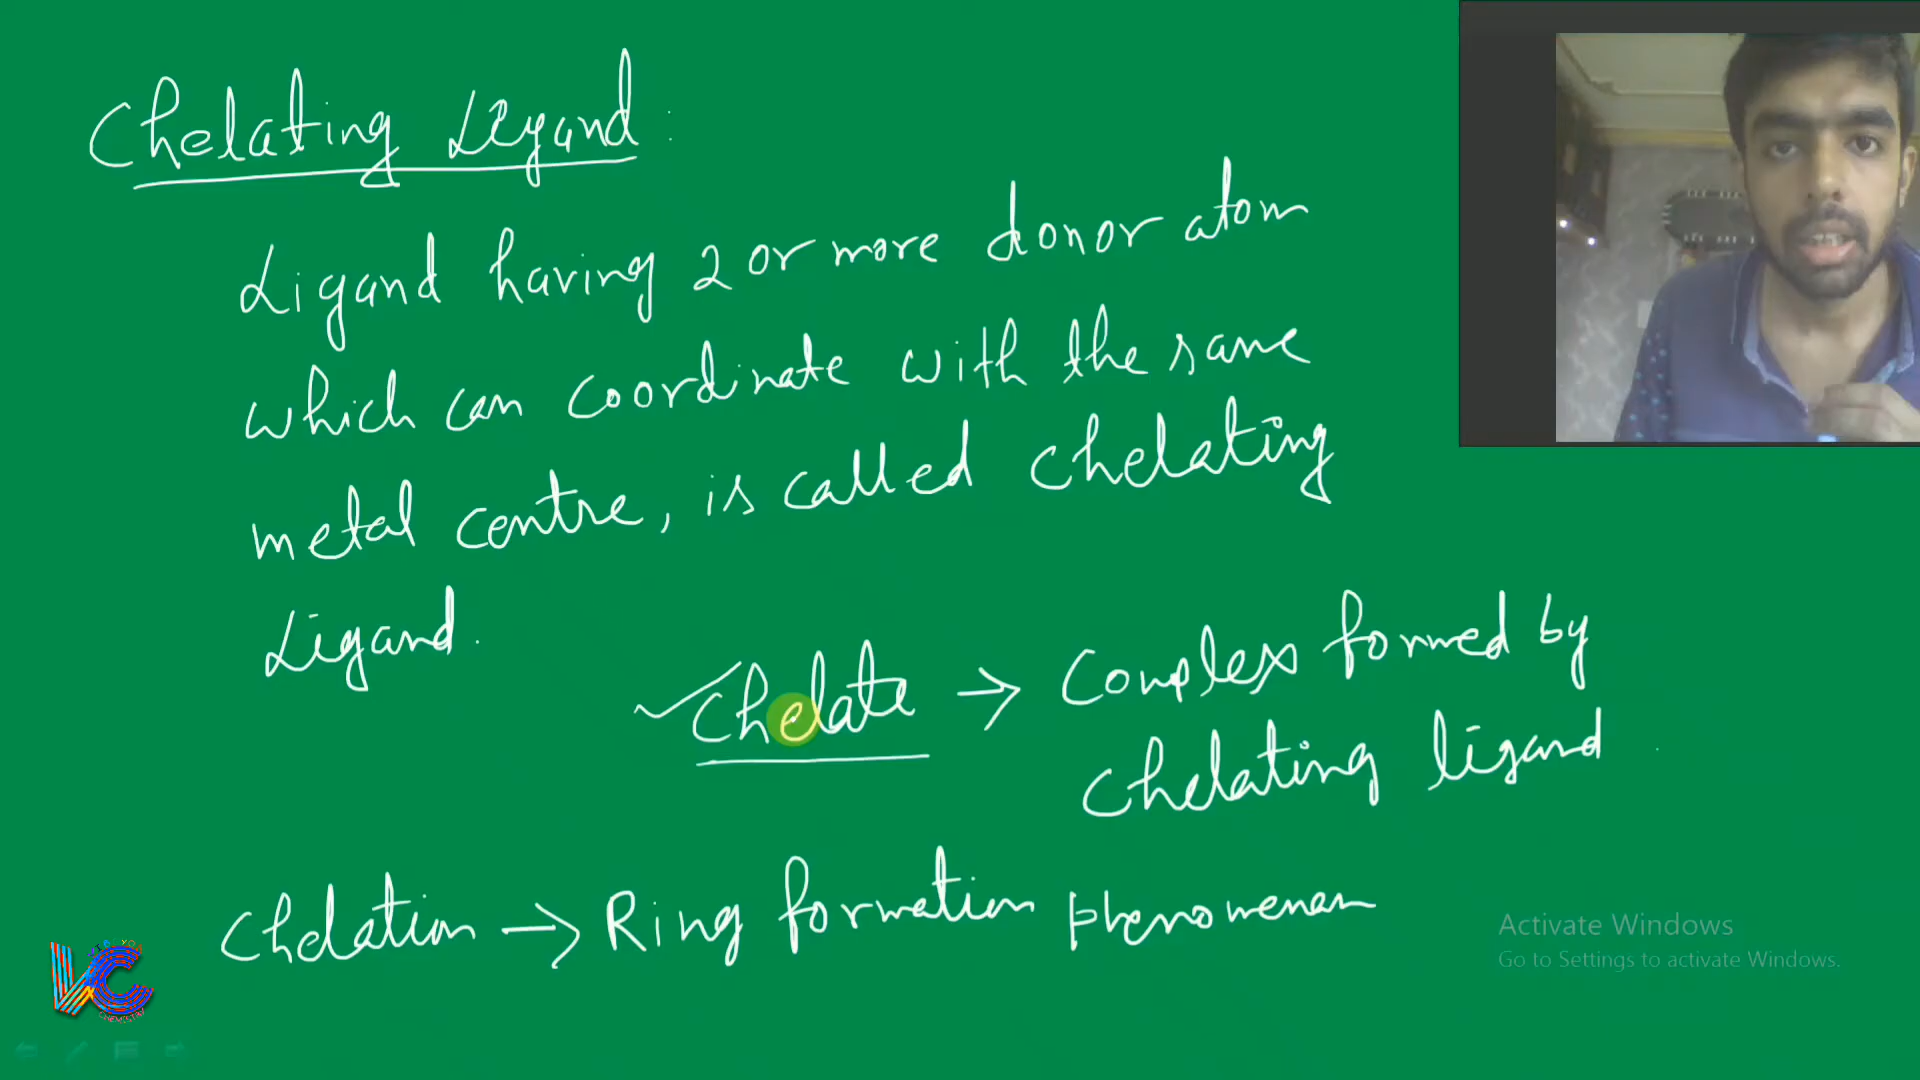 Chelating Ligand :
Ligand having 2 or more donor atom
which can coordinate with the same
metal centre, is called chelating
Ligand.
Chelate → Complex formed by
chelating ligand
Chelation → Ring formation phenomenan
Activate Windows
Go to Settings to activate Windows.
VC
CHEMISTRY